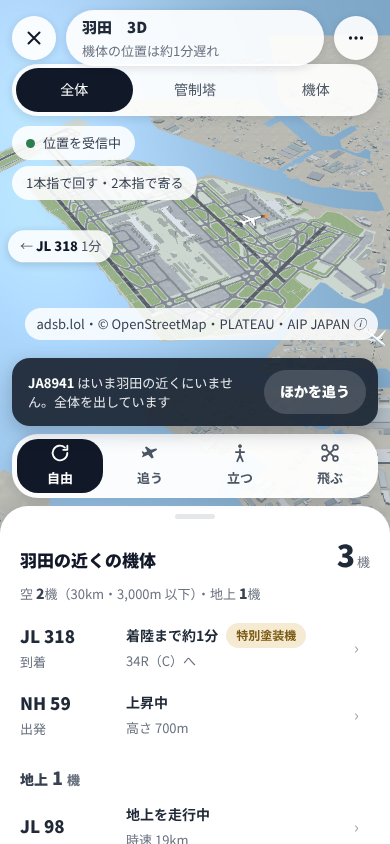 羽田 3D
機体の位置は約1分遅れ
全体
管制塔
機体
位置を受信中
1本指で回す・2本指で寄る
← JL 318 1分
adsb.lol・© OpenStreetMap・PLATEAU・AIP JAPAN ⓘ
JA8941 はいま羽田の近くにいませ
ん。全体を出しています
ほかを追う
自由
追う
立つ
飛ぶ
羽田の近くの機体
3機
空 2機（30km・3,000m 以下）・地上 1機
JL 318
着陸まで約1分
特別塗装機
到着
34R（C）へ
NH 59
上昇中
出発
高さ 700m
地上 1 機
JL 98
地上を走行中
時速 19km